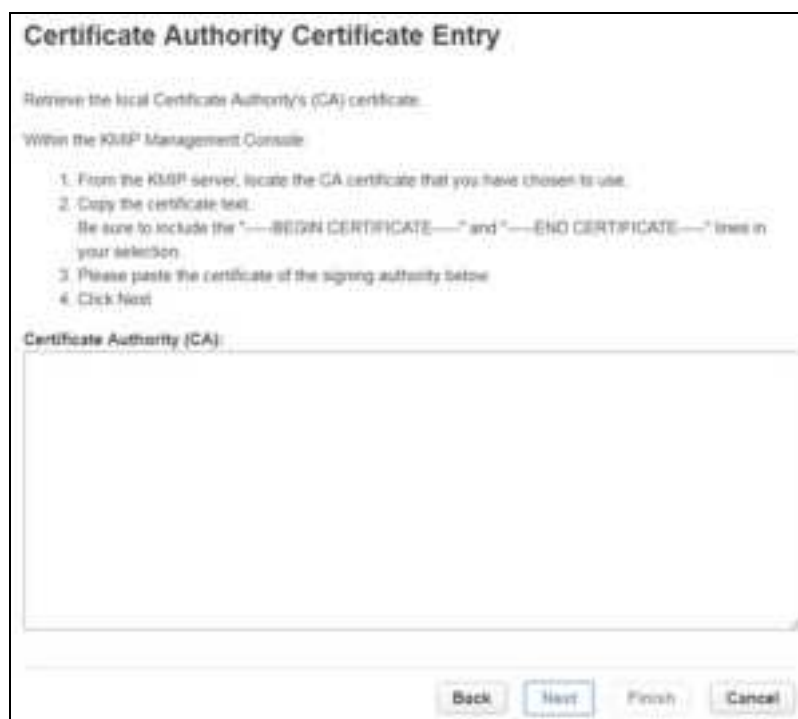 Certificate Authority Certificate Entry
Retrieve the local Certificate Authority's (CA) certificate.
Within the KMIP Management Console:
1. From the KMIP server, locate the CA certificate that you have chosen to use.
2. Copy the certificate text.
Be sure to include the "-----BEGIN CERTIFICATE-----" and "-----END CERTIFICATE-----" lines in
your selection.
3. Please paste the certificate of the signing authority below
4. Click Next
Certificate Authority (CA):
Back Next Finish Cancel